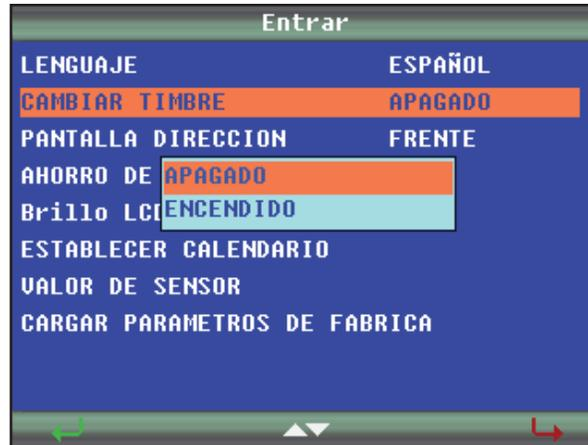 Entrar
LENGUAJE ESPAÑOL
CAMBIAR TIMBRE APAGADO
PANTALLA DIRECCION FRENTE
AHORRO DE APAGADO
Brillo LCD ENCENDIDO
ESTABLECER CALENDARIO
VALOR DE SENSOR
CARGAR PARAMETROS DE FABRICA